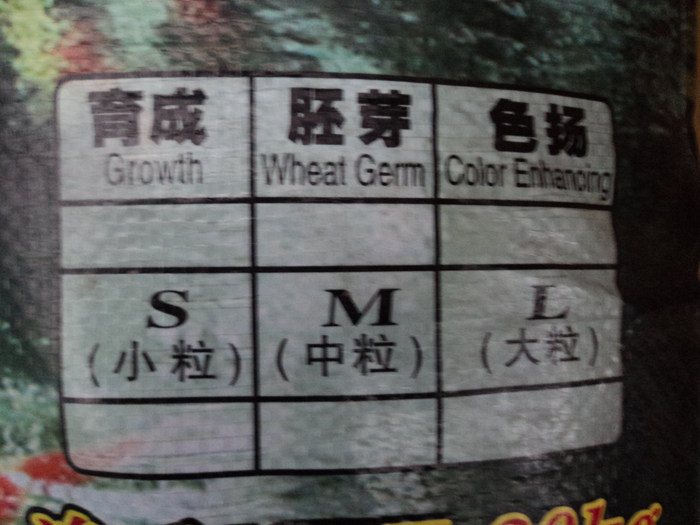 育成 胚芽 色扬
Growth Wheat Germ Color Enhancing
S M L
(小粒) (中粒) (大粒)